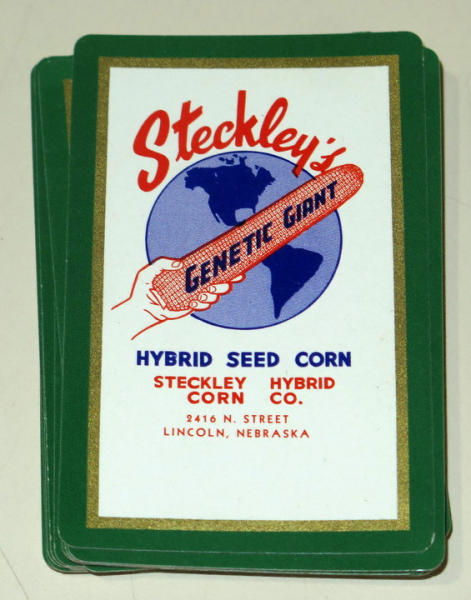 Steckley's
GENETIC GIANT
HYBRID SEED CORN
STECKLEY HYBRID
CORN CO.
2416 N. STREET
LINCOLN, NEBRASKA